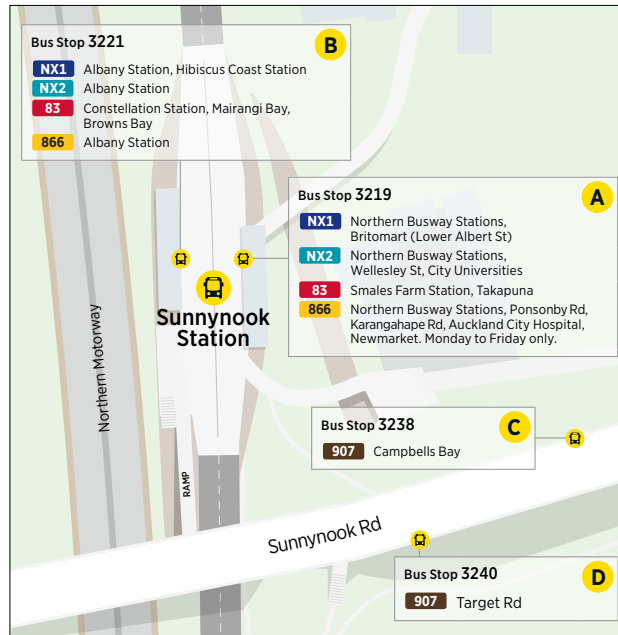 Bus Stop 3221
B
NX1 Albany Station, Hibiscus Coast Station
NX2 Albany Station
83 Constellation Station, Mairangi Bay,
Browns Bay
866 Albany Station
Bus Stop 3219
A
NX1 Northern Busway Stations,
Britomart (Lower Albert St)
NX2 Northern Busway Stations,
Wellesley St, City Universities
83 Smales Farm Station, Takapuna
866 Northern Busway Stations, Ponsonby Rd,
Karangahape Rd, Auckland City Hospital,
Newmarket. Monday to Friday only.
Sunnynook
Station
Northern Motorway
Bus Stop 3238
C
907 Campbells Bay
RAMP
Sunnynook Rd
Bus Stop 3240
D
907 Target Rd